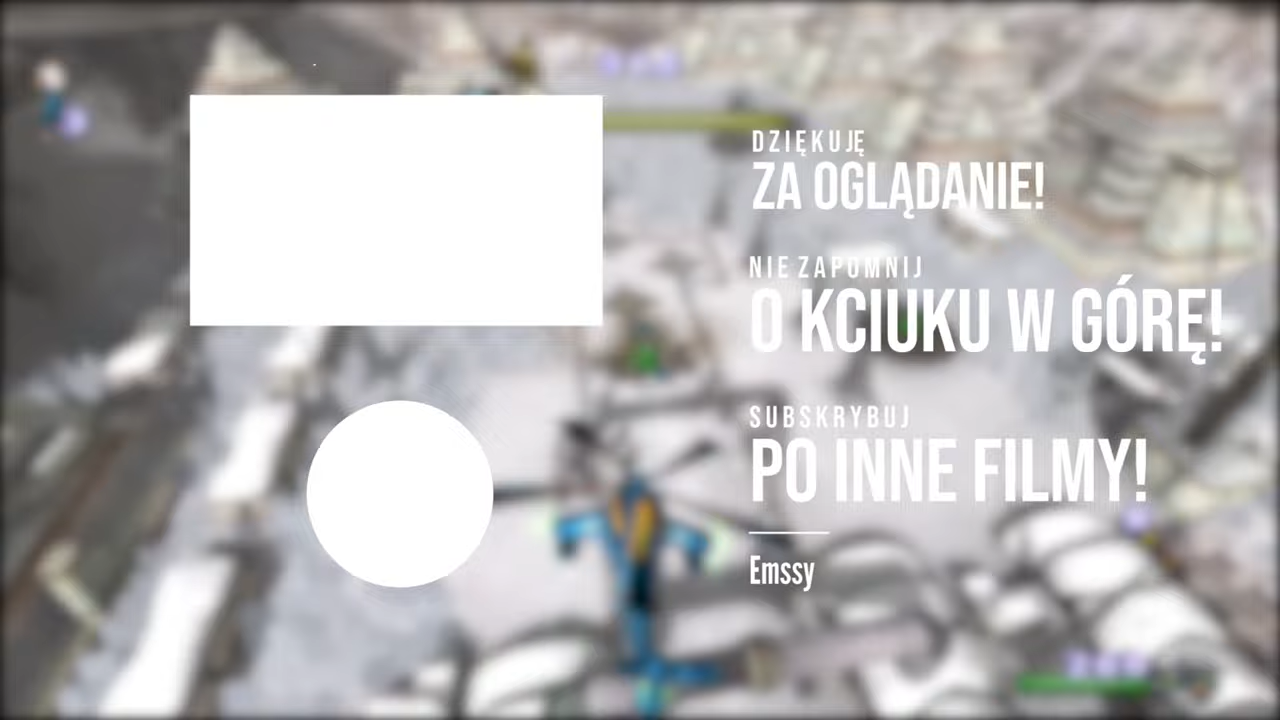 DZIĘKUJĘ
ZA OGLĄDANIE!
NIE ZAPOMNIJ
O KCIUKU W GÓRĘ!
SUBSKRYBUJ
PO INNE FILMY!
Emssy